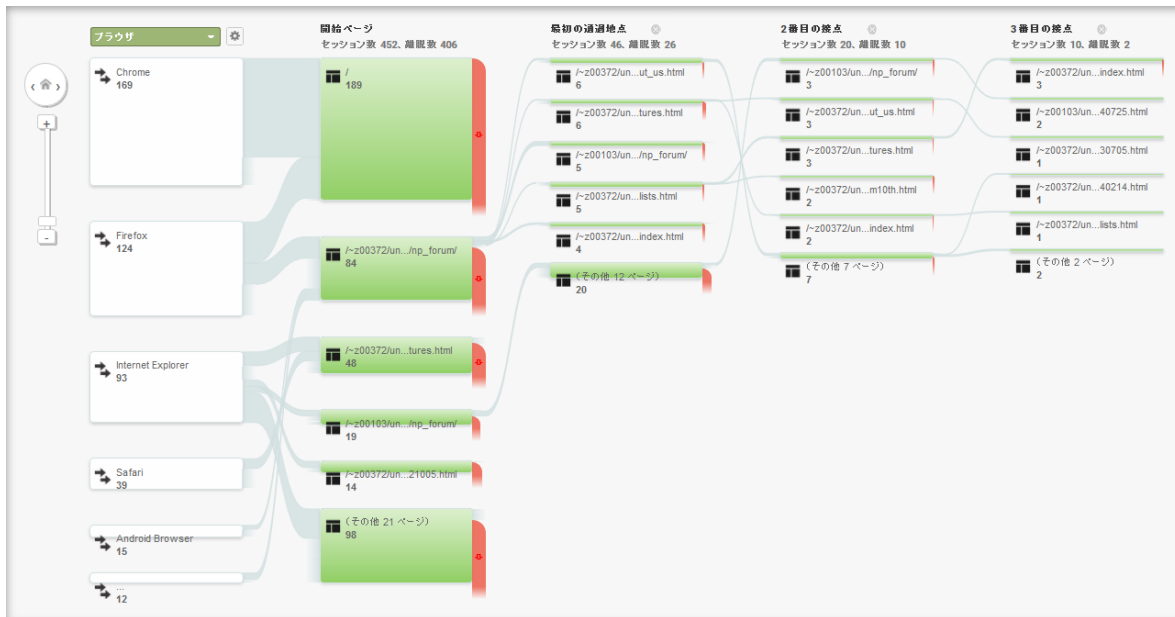 ブラウザ
Chrome
169
Firefox
124
Internet Explorer
93
Safari
39
Android Browser
15
...
12
開始ページ
セッション数 452、離脱数 406
/
189
/~z00372/un.../np_forum/
84
/~z00372/un...tures.html
48
/~z00103/un.../np_forum/
19
/~z00372/un...21005.html
14
(その他 21 ページ)
98
最初の通過地点
セッション数 46、離脱数 26
/~z00372/un...ut_us.html
6
/~z00372/un...tures.html
6
/~z00103/un.../np_forum/
5
/~z00372/un...lists.html
5
/~z00372/un...index.html
4
(その他 12 ページ)
20
2番目の接点
セッション数 20、離脱数 10
/~z00103/un.../np_forum/
3
/~z00372/un...ut_us.html
3
/~z00372/un...tures.html
3
/~z00372/un...m10th.html
2
/~z00372/un...index.html
2
(その他 7 ページ)
7
3番目の接点
セッション数 10、離脱数 2
/~z00372/un...index.html
3
/~z00103/un...40725.html
2
/~z00372/un...30705.html
1
/~z00372/un...40214.html
1
/~z00372/un...lists.html
1
(その他 2 ページ)
2